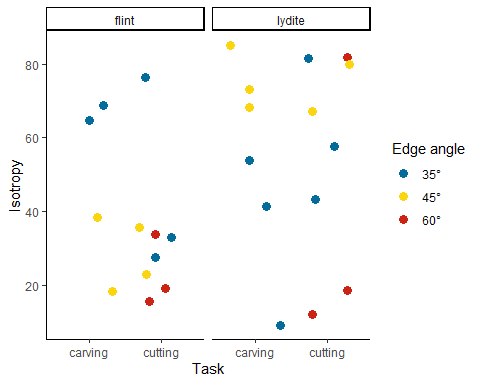 flint
lydite
Isotropy
80
60
40
20
carving
cutting
carving
cutting
Task
Edge angle
35°
45°
60°